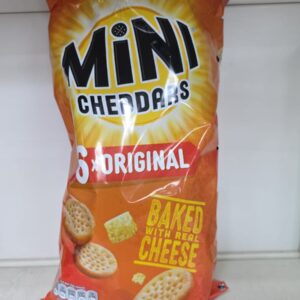 MiNi
CHEDDARS
6 x ORIGINAL
BAKED
WITH REAL
CHEESE